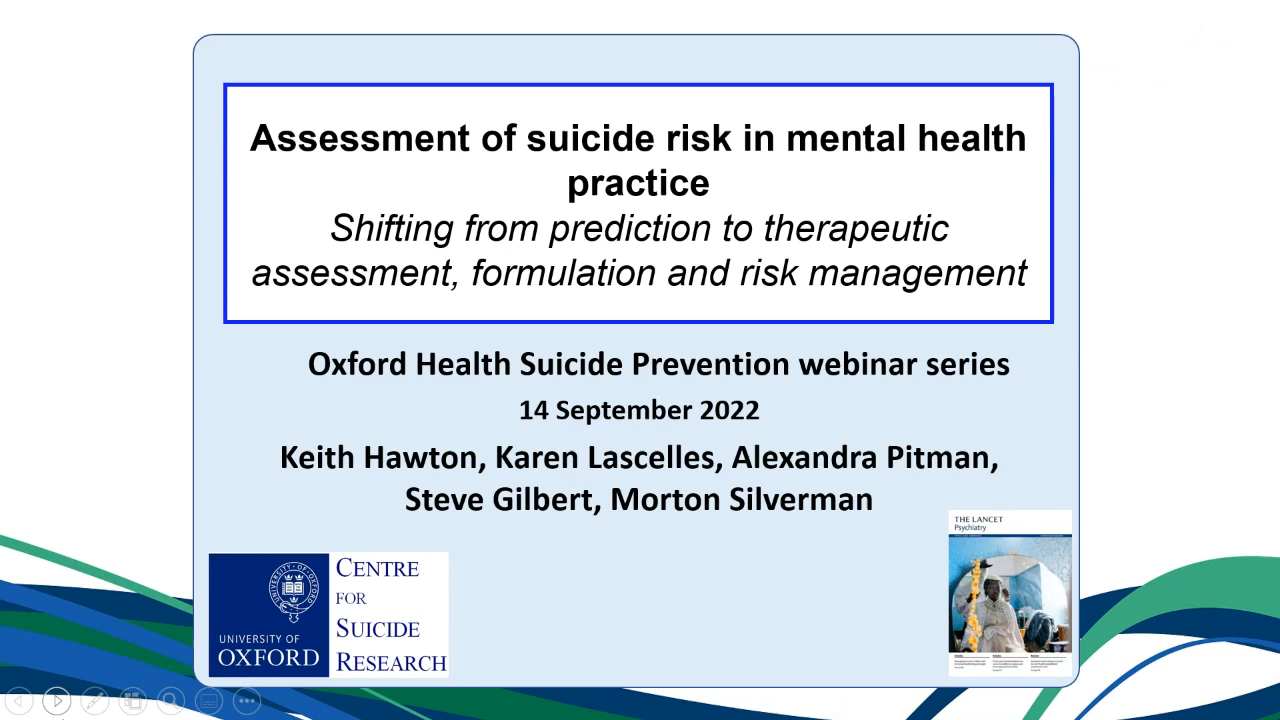 Assessment of suicide risk in mental health
practice
Shifting from prediction to therapeutic
assessment, formulation and risk management
Oxford Health Suicide Prevention webinar series
14 September 2022
Keith Hawton, Karen Lascelles, Alexandra Pitman,
Steve Gilbert, Morton Silverman
THE LANCET
Psychiatry
UNIVERSITY OF
OXFORD
CENTRE
FOR
SUICIDE
RESEARCH